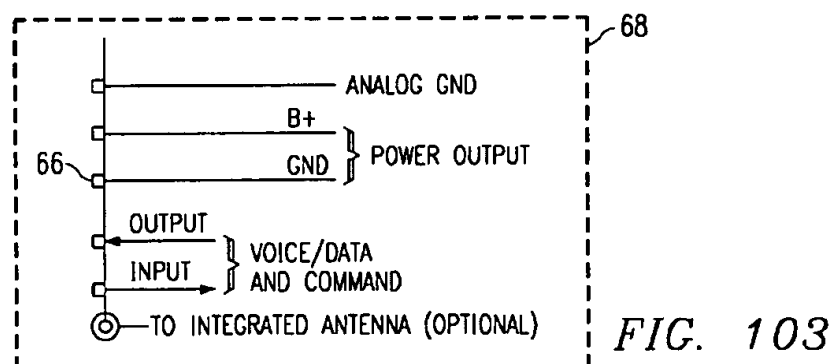 68
ANALOG GND
B+
POWER OUTPUT
66
GND
OUTPUT
VOICE/DATA
AND COMMAND
INPUT
TO INTEGRATED ANTENNA (OPTIONAL)
FIG. 103